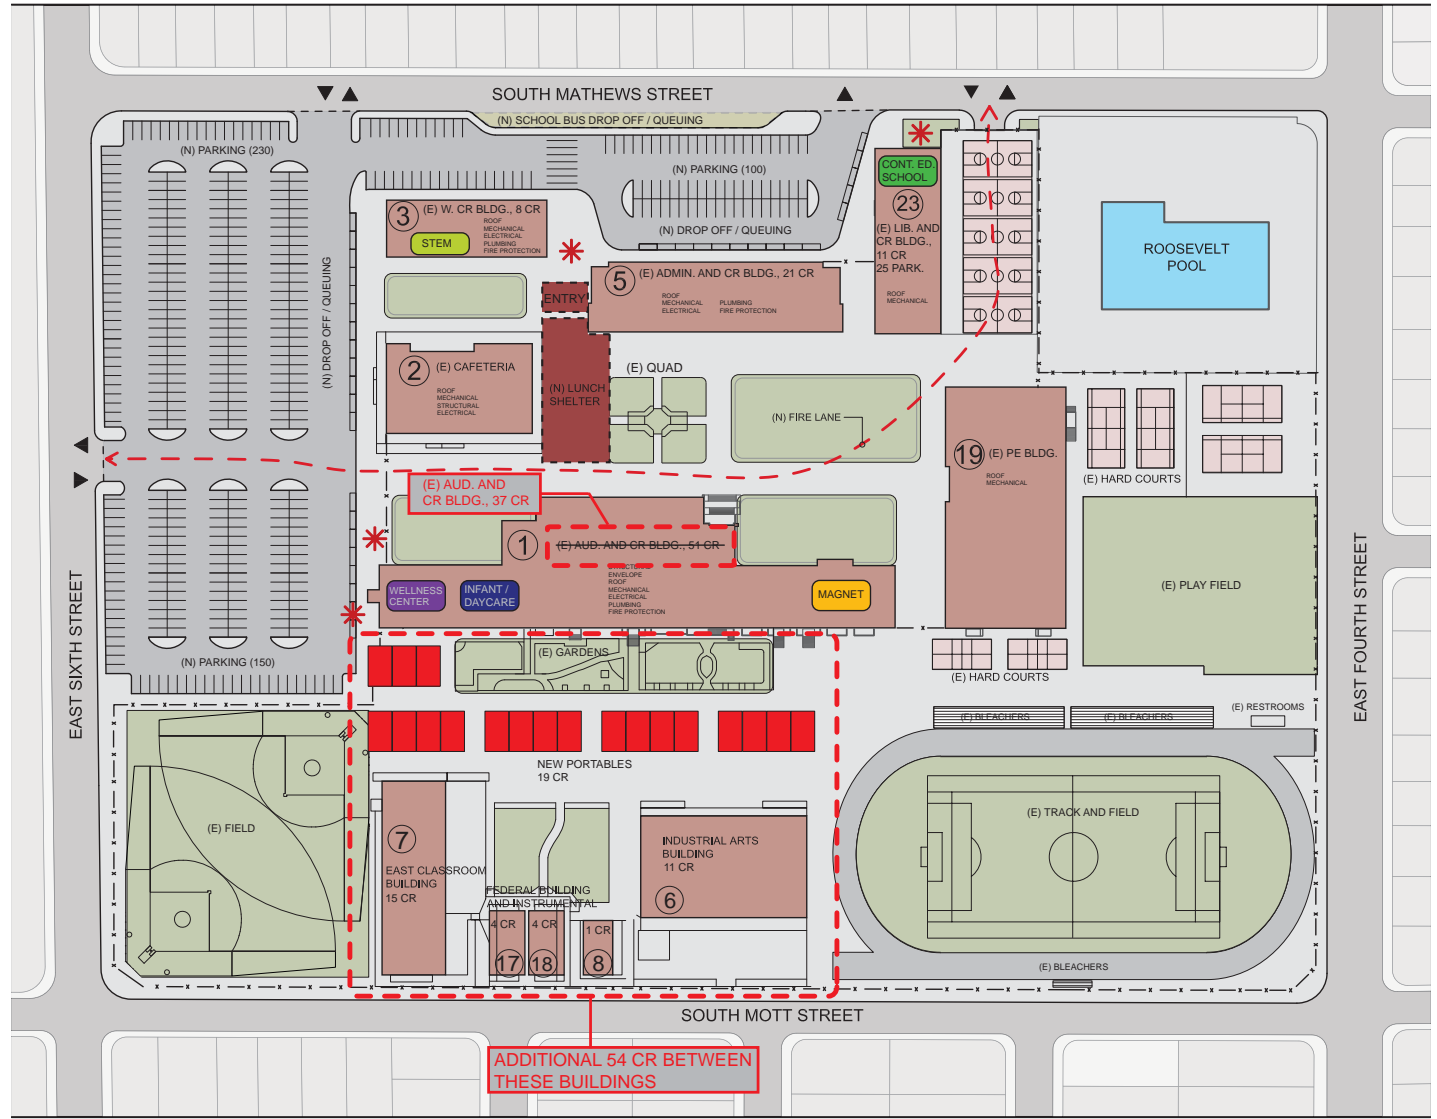 SOUTH MATHEWS STREET
(N) SCHOOL BUS DROP OFF / QUEUING
(N) PARKING (230)
(N) PARKING (100)
(N) DROP OFF / QUEUING
(N) DROP OFF / QUEUING
3
(E) W. CR BLDG., 8 CR
ROOF
MECHANICAL
ELECTRICAL
PLUMBING
FIRE PROTECTION
STEM
CONT. ED.
SCHOOL
23
(E) LIB. AND
CR BLDG.,
11 CR
25 PARK.
ROOF
MECHANICAL
ROOSEVELT
POOL
5
(E) ADMIN. AND CR BLDG., 21 CR
ROOF
MECHANICAL
ELECTRICAL
PLUMBING
FIRE PROTECTION
ENTRY
2
(E) CAFETERIA
ROOF
MECHANICAL
STRUCTURAL
ELECTRICAL
(N) LUNCH
SHELTER
(E) QUAD
(N) FIRE LANE
19
(E) PE BLDG.
ROOF
MECHANICAL
(E) HARD COURTS
(E) AUD. AND
CR BLDG., 37 CR
1
(E) AUD. AND CR BLDG., 51 CR
STRUCTURE
ENVELOPE
ROOF
MECHANICAL
ELECTRICAL
PLUMBING
FIRE PROTECTION
WELLNESS
CENTER
INFANT /
DAYCARE
MAGNET
(E) PLAY FIELD
EAST SIXTH STREET
EAST FOURTH STREET
(N) PARKING (150)
(E) GARDENS
(E) HARD COURTS
(E) BLEACHERS
(E) BLEACHERS
(E) RESTROOMS
NEW PORTABLES
19 CR
(E) FIELD
7
EAST CLASSROOM
BUILDING
15 CR
FEDERAL BUILDING
AND INSTRUMENTAL
4 CR
17
4 CR
18
1 CR
8
INDUSTRIAL ARTS
BUILDING
11 CR
6
(E) TRACK AND FIELD
(E) BLEACHERS
SOUTH MOTT STREET
ADDITIONAL 54 CR BETWEEN
THESE BUILDINGS